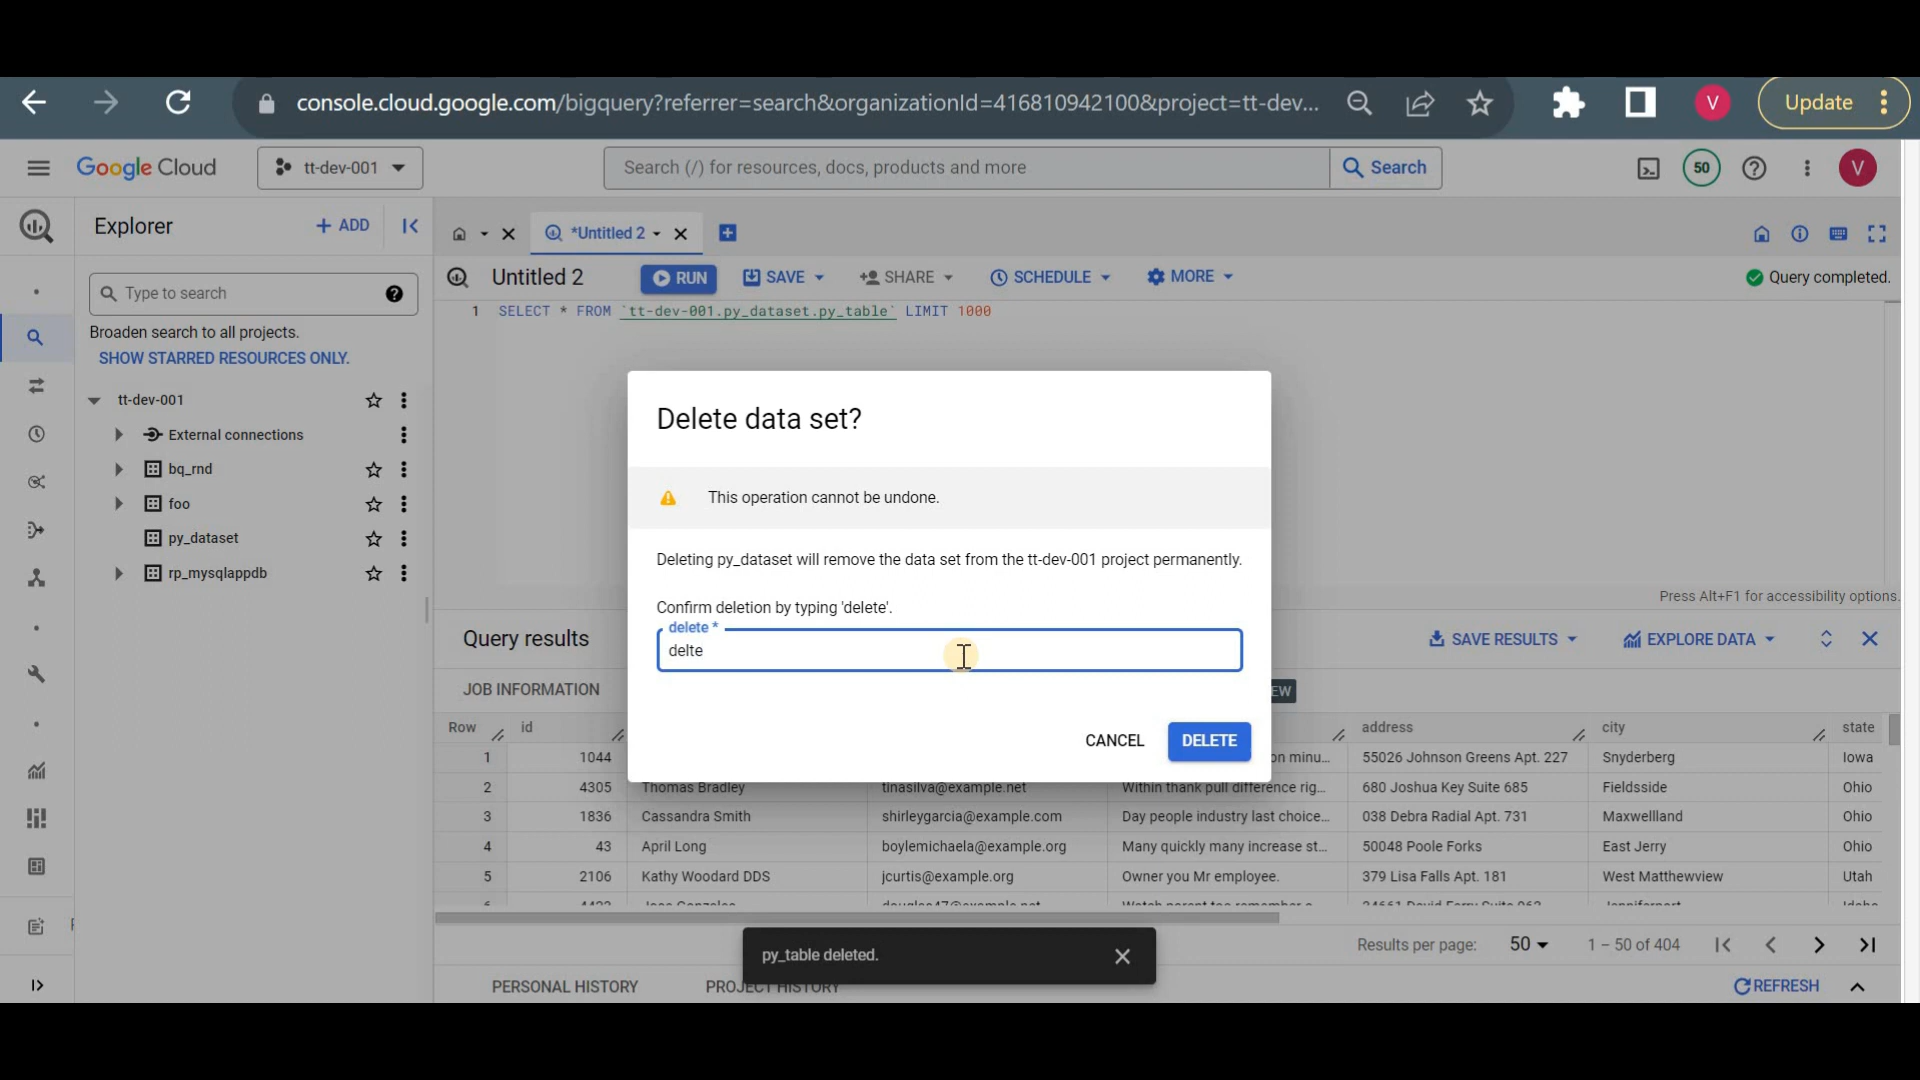 console.cloud.google.com/bigquery?referrer=search&organizationId=416810942100&project=tt-dev...
V
Update
Google Cloud
tt-dev-001
Search (/) for resources, docs, products and more
Search
50
V
Explorer
+ ADD
*Untitled 2
Untitled 2
RUN
SAVE
SHARE
SCHEDULE
MORE
Query completed.
Type to search
1 SELECT * FROM `tt-dev-001.py_dataset.py_table` LIMIT 1000
Broaden search to all projects.
SHOW STARRED RESOURCES ONLY.
tt-dev-001
External connections
bq_rnd
foo
py_dataset
rp_mysqlappdb
Delete data set?
This operation cannot be undone.
Deleting py_dataset will remove the data set from the tt-dev-001 project permanently.
Confirm deletion by typing 'delete'.
delete *
delte
CANCEL
DELETE
Press Alt+F1 for accessibility options.
Query results
SAVE RESULTS
EXPLORE DATA
JOB INFORMATION
EW
Row id address city state
1 1044 on minu... 55026 Johnson Greens Apt. 227 Snyderberg Iowa
2 4305 Thomas Bradley tinasilva@example.net Within thank pull difference rig... 680 Joshua Key Suite 685 Fieldsside Ohio
3 1836 Cassandra Smith shirleygarcia@example.com Day people industry last choice... 038 Debra Radial Apt. 731 Maxwellland Ohio
4 43 April Long boylemichaela@example.org Many quickly many increase st... 50048 Poole Forks East Jerry Ohio
5 2106 Kathy Woodard DDS jcurtis@example.org Owner you Mr employee. 379 Lisa Falls Apt. 181 West Matthewview Utah
Results per page: 50 1 – 50 of 404
py_table deleted.
PERSONAL HISTORY
PROJECT HISTORY
REFRESH